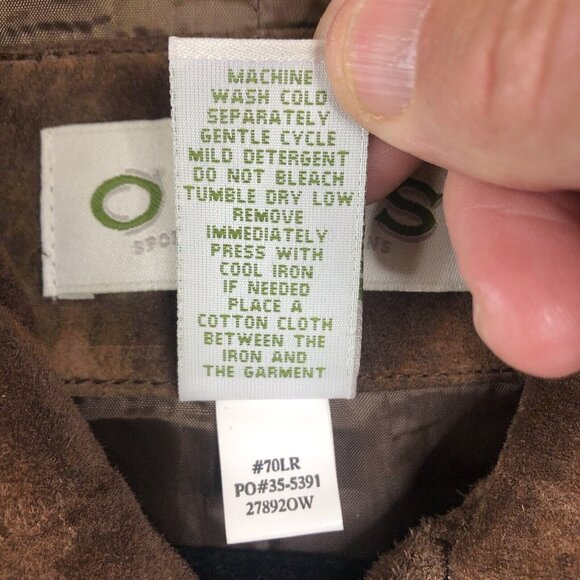 MACHINE
WASH COLD
SEPARATELY
GENTLE CYCLE
MILD DETERGENT
DO NOT BLEACH
TUMBLE DRY LOW
REMOVE
IMMEDIATELY
PRESS WITH
COOL IRON
IF NEEDED
PLACE A
COTTON CLOTH
BETWEEN THE
IRON AND
THE GARMENT
#70LR
PO#35-5391
27892OW